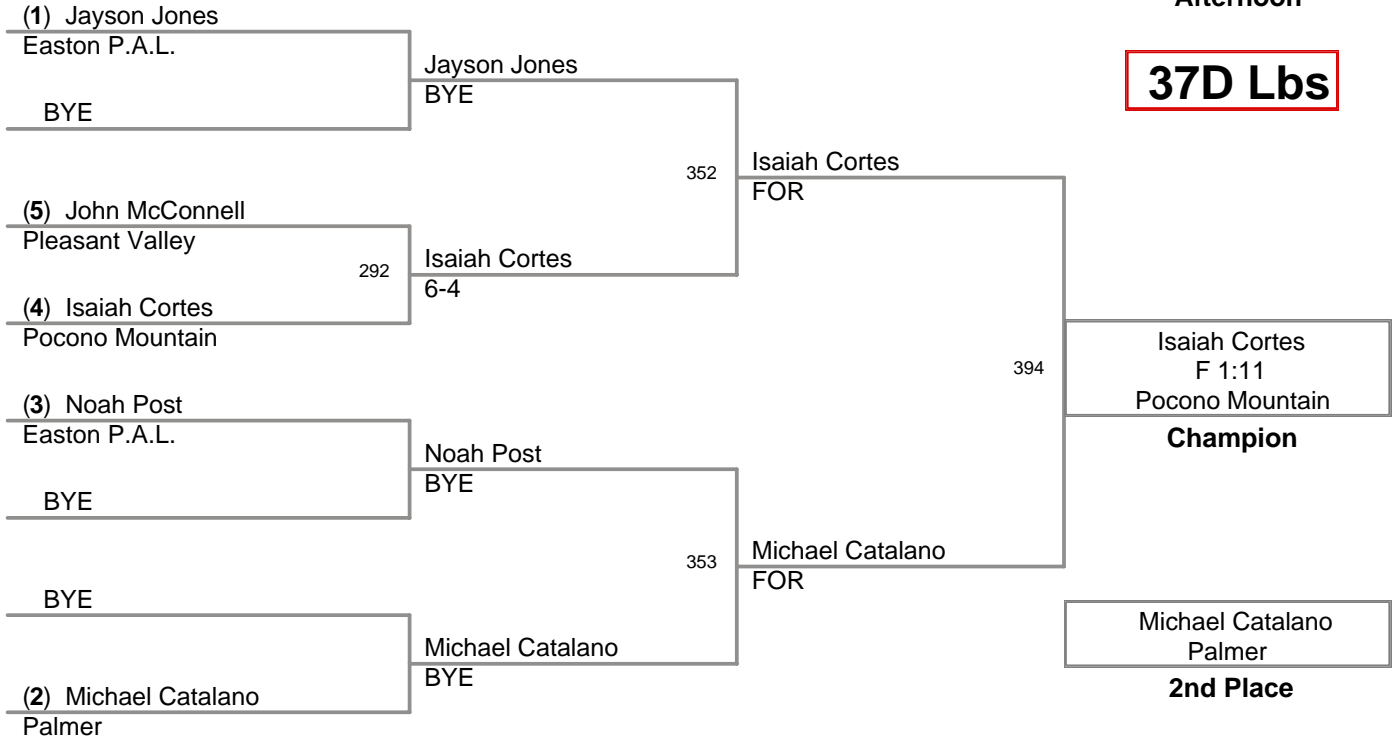 Afternoon
37D Lbs
(1) Jayson Jones
Easton P.A.L.
BYE
(5) John McConnell
Pleasant Valley
292
(4) Isaiah Cortes
Pocono Mountain
(3) Noah Post
Easton P.A.L.
BYE
BYE
(2) Michael Catalano
Palmer
Jayson Jones
BYE
352
Isaiah Cortes
6-4
Noah Post
BYE
353
Michael Catalano
BYE
Isaiah Cortes
FOR
394
Michael Catalano
FOR
Isaiah Cortes
F 1:11
Pocono Mountain
Champion
Michael Catalano
Palmer
2nd Place